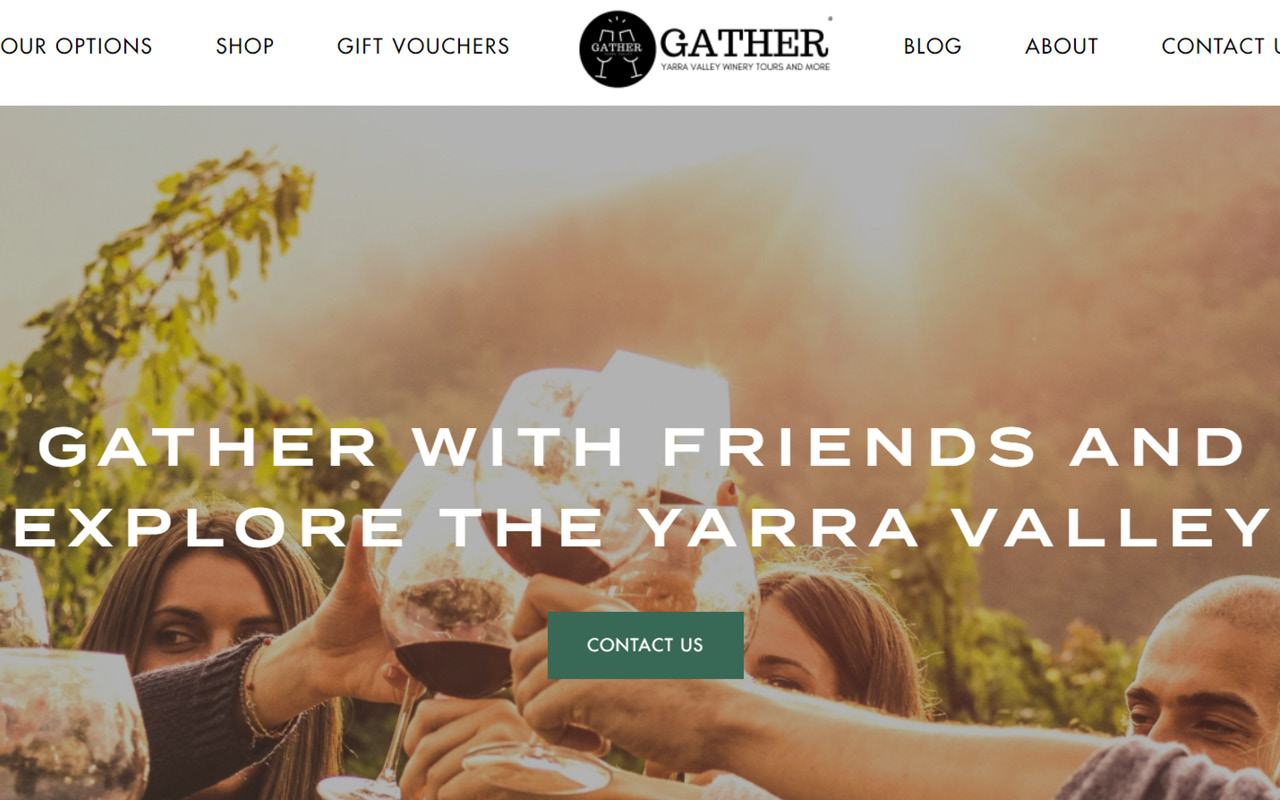 OUR OPTIONS
SHOP
GIFT VOUCHERS
GATHER
GATHER
YARRA VALLEY WINERY TOURS AND MORE
BLOG
ABOUT
CONTACT U
GATHER WITH FRIENDS AND
EXPLORE THE YARRA VALLEY
CONTACT US